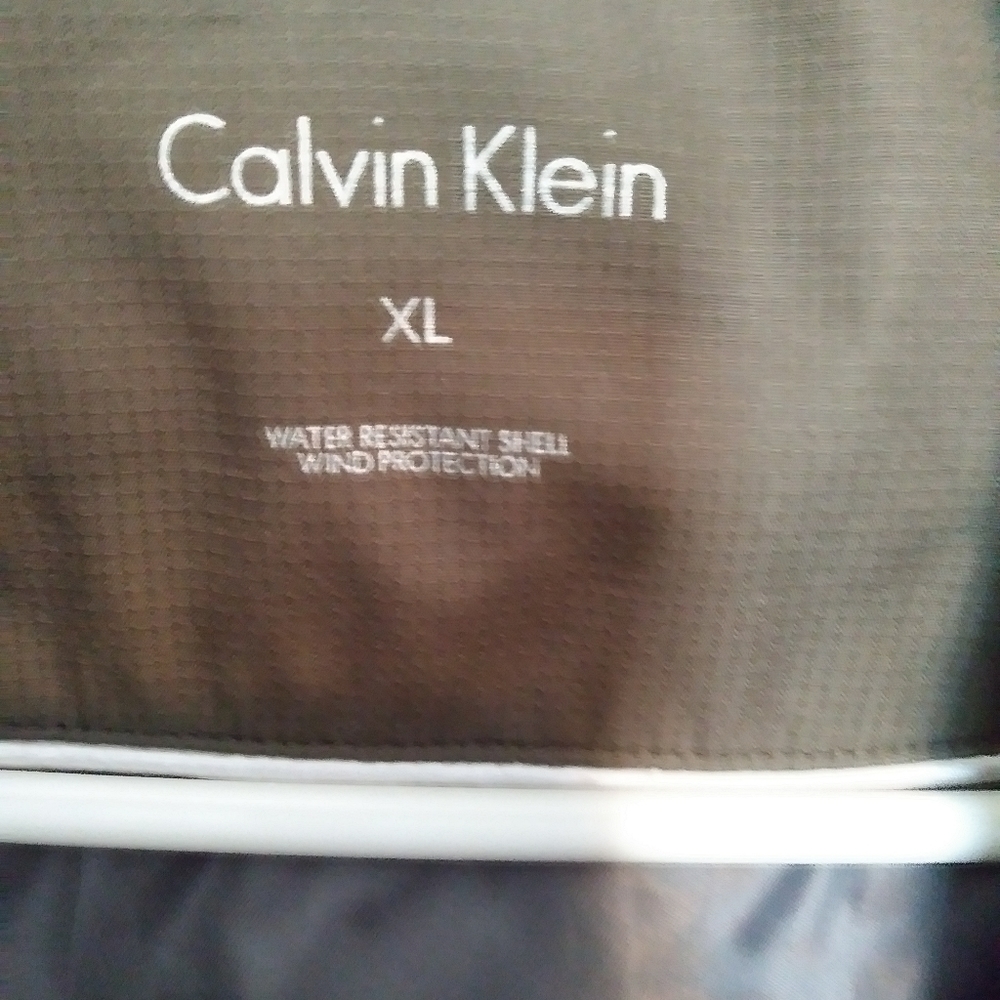 Calvin Klein
XL
WATER RESISTANT SHELL
WIND PROTECTION